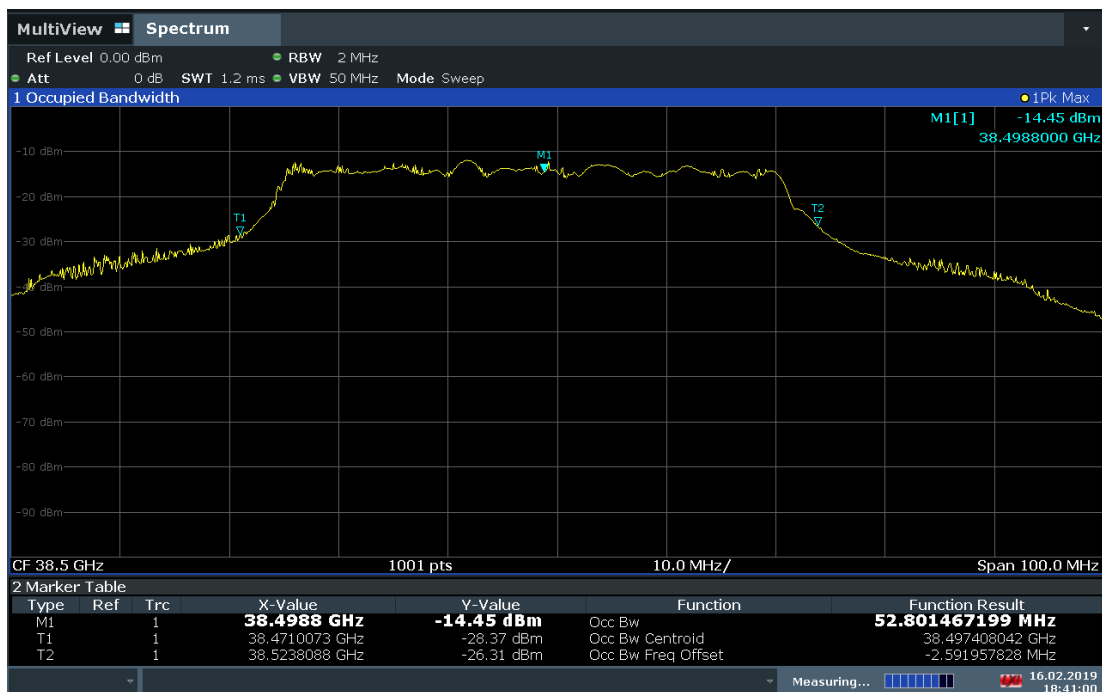 MultiView Spectrum
Ref Level 0.00 dBm RBW 2 MHz
Att 0 dB SWT 1.2 ms VBW 50 MHz Mode Sweep
1 Occupied Bandwidth 1Pk Max
M1[1] -14.45 dBm
38.4988000 GHz
-10 dBm
M1
-20 dBm
T1
T2
-30 dBm
-40 dBm
-50 dBm
-60 dBm
-70 dBm
-80 dBm
-90 dBm
CF 38.5 GHz 1001 pts 10.0 MHz/ Span 100.0 MHz
2 Marker Table
Type Ref Trc X-Value Y-Value Function Function Result
M1 1 38.4988 GHz -14.45 dBm Occ Bw 52.801467199 MHz
T1 1 38.4710073 GHz -28.37 dBm Occ Bw Centroid 38.497408042 GHz
T2 1 38.5238088 GHz -26.31 dBm Occ Bw Freq Offset -2.591957828 MHz
Measuring... 16.02.2019
18:41:00